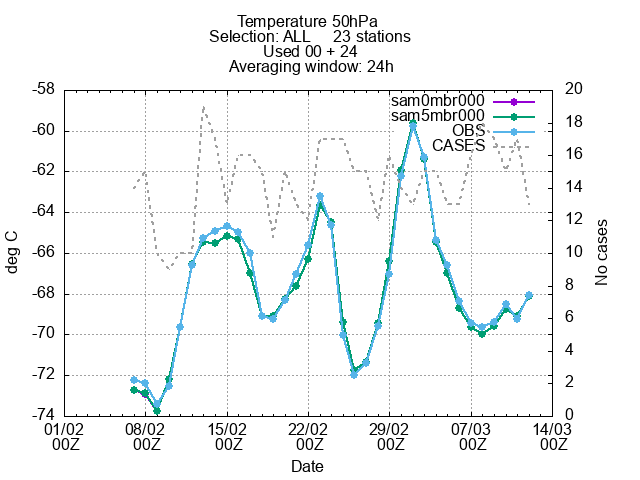 Temperature 50hPa
Selection: ALL 23 stations
Used 00 + 24
Averaging window: 24h
sam0mbr000
sam5mbr000
OBS
CASES
-58
-60
-62
-64
-66
-68
-70
-72
-74
deg C
20
18
16
14
12
10
8
6
4
2
0
No cases
01/02 08/02 15/02 22/02 29/02 07/03 14/03
00Z 00Z 00Z 00Z 00Z 00Z 00Z
Date